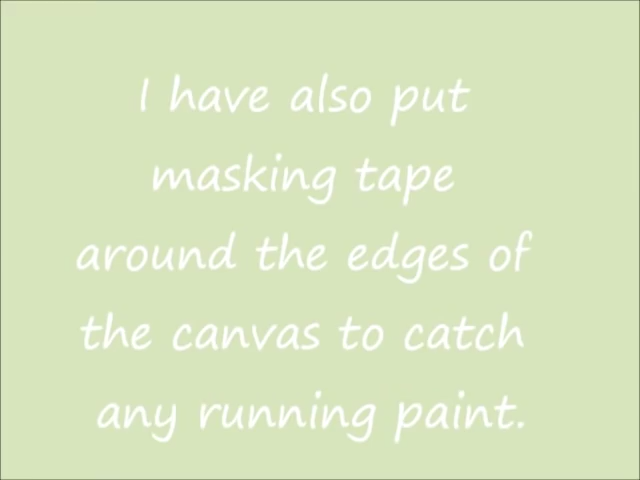 I have also put
masking tape
around the edges of
the canvas to catch
any running paint.